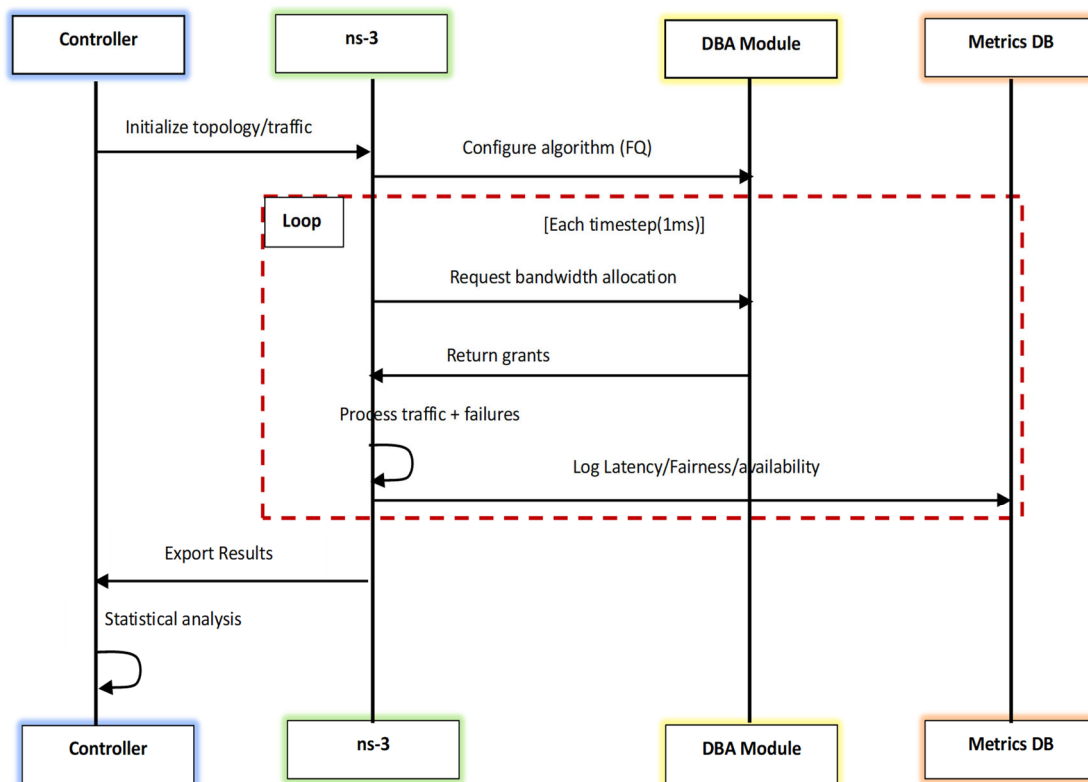 Controller
ns-3
DBA Module
Metrics DB
Initialize topology/traffic
Configure algorithm (FQ)
Loop
[Each timestep(1ms)]
Request bandwidth allocation
Return grants
Process traffic + failures
Log Latency/Fairness/availability
Export Results
Statistical analysis
Controller
ns-3
DBA Module
Metrics DB